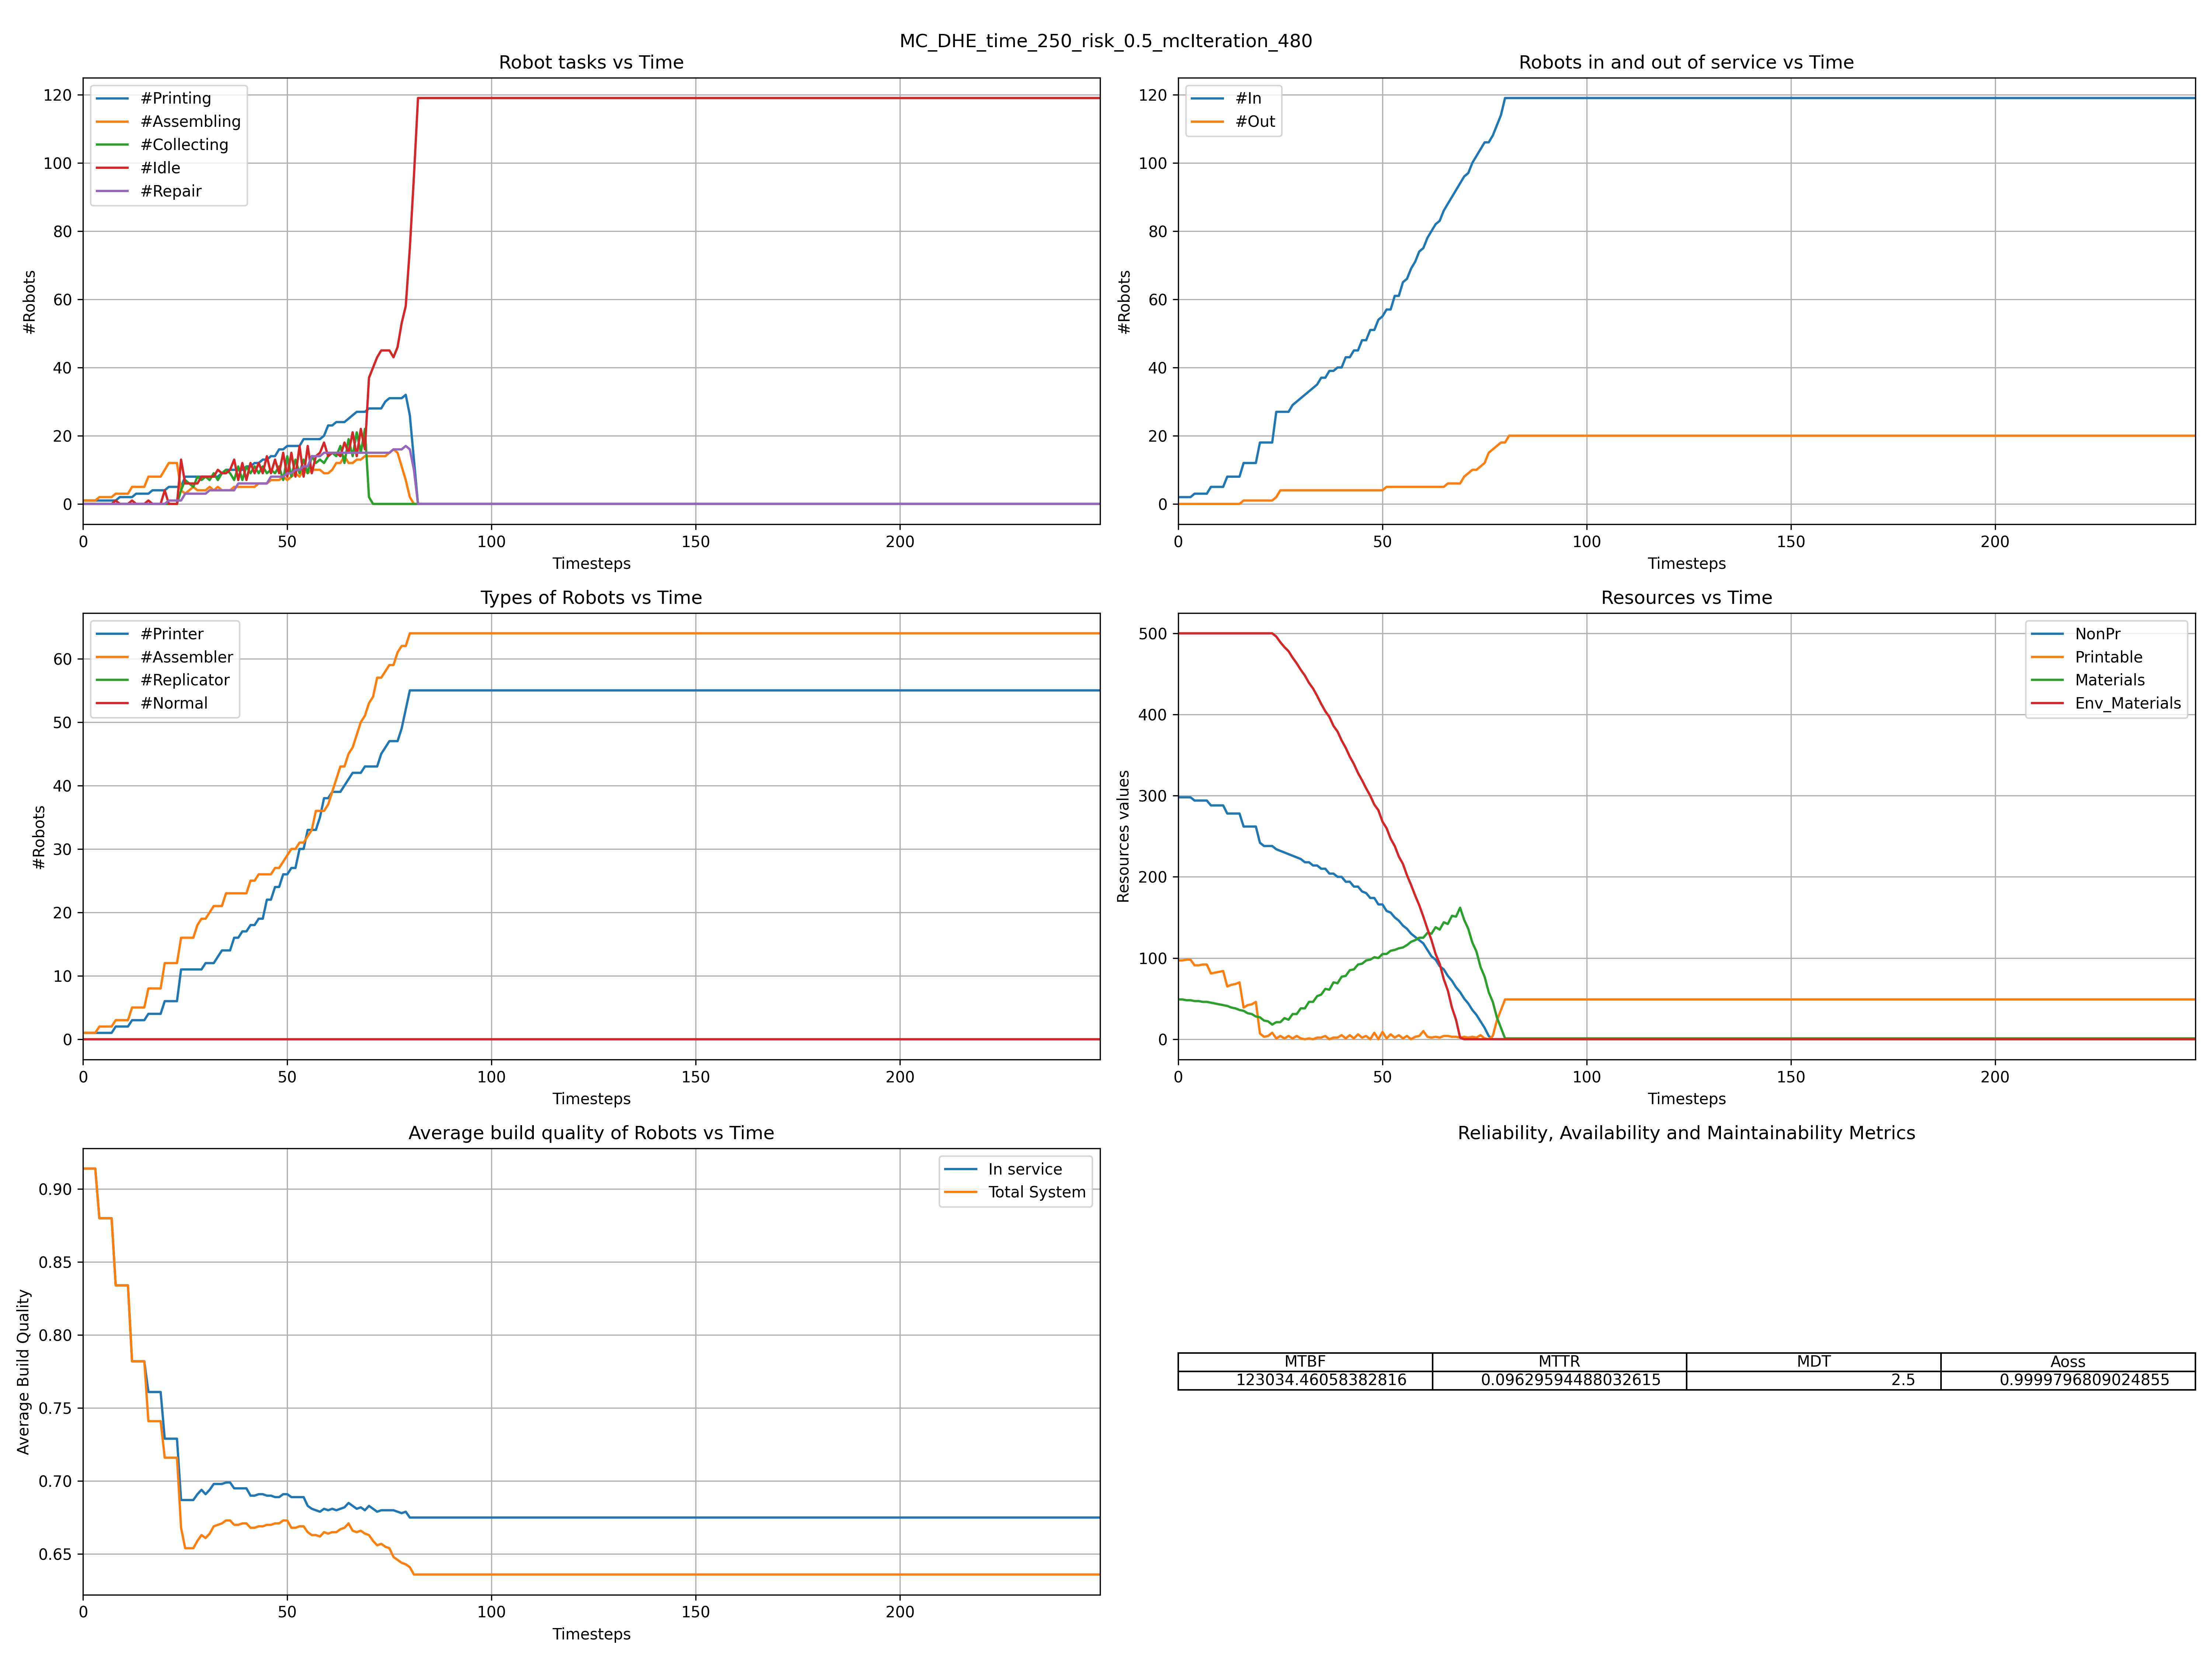 MC_DHE_time_250_risk_0.5_mcIteration_480
Robot tasks vs Time
#Printing
#Assembling
#Collecting
#Idle
#Repair
120
100
80
60
40
20
0
#Robots
0 50 100 150 200
Timesteps
Robots in and out of service vs Time
#In
#Out
120
100
80
60
40
20
0
#Robots
0 50 100 150 200
Timesteps
Types of Robots vs Time
#Printer
#Assembler
#Replicator
#Normal
60
50
40
30
20
10
0
#Robots
0 50 100 150 200
Timesteps
Resources vs Time
NonPr
Printable
Materials
Env_Materials
500
400
300
200
100
0
Resources values
0 50 100 150 200
Timesteps
Average build quality of Robots vs Time
In service
Total System
0.90
0.85
0.80
0.75
0.70
0.65
Average Build Quality
0 50 100 150 200
Timesteps
Reliability, Availability and Maintainability Metrics
MTBF MTTR MDT Aoss
123034.46058382816 0.09629594488032615 2.5 0.9999796809024855